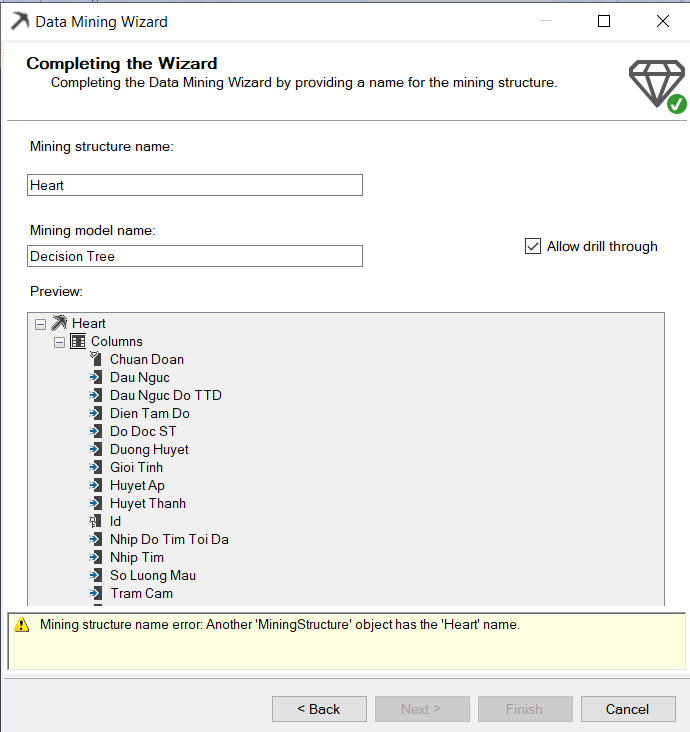 Data Mining Wizard
Completing the Wizard
Completing the Data Mining Wizard by providing a name for the mining structure.
Mining structure name:
Heart
Mining model name:
Decision Tree
Allow drill through
Preview:
Heart
Columns
Chuan Doan
Dau Nguc
Dau Nguc Do TTD
Dien Tam Do
Do Doc ST
Duong Huyet
Gioi Tinh
Huyet Ap
Huyet Thanh
Id
Nhip Do Tim Toi Da
Nhip Tim
So Luong Mau
Tram Cam
Mining structure name error: Another 'MiningStructure' object has the 'Heart' name.
< Back
Next >
Finish
Cancel